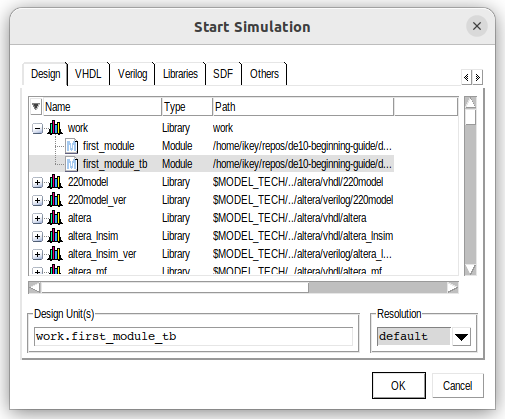 Start Simulation
Design VHDL Verilog Libraries SDF Others
Name Type Path
work Library work
first_module Module /home/ikey/repos/de10-beginning-guide/d...
first_module_tb Module /home/ikey/repos/de10-beginning-guide/d...
220model Library $MODEL_TECH/../altera/vhdl/220model
220model_ver Library $MODEL_TECH/../altera/verilog/220model
altera Library $MODEL_TECH/../altera/vhdl/altera
altera_lnsim Library $MODEL_TECH/../altera/vhdl/altera_lnsim
altera_lnsim_ver Library $MODEL_TECH/../altera/verilog/altera_l...
altera_mf Library $MODEL_TECH/../altera/vhdl/altera_mf
Design Unit(s) Resolution
work.first_module_tb default
OK Cancel